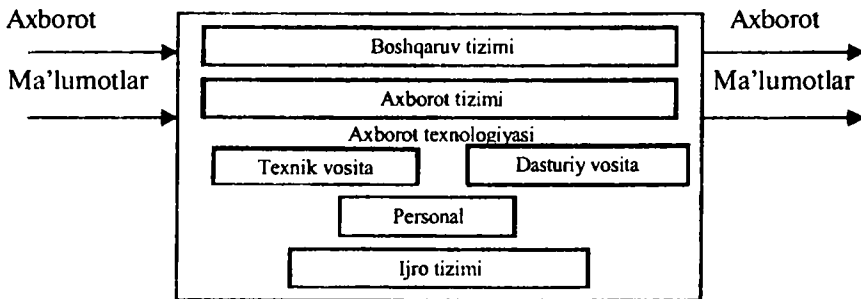 Axborot
Axborot
Boshqaruv tizimi
Ma'lumotlar
Ma'lumotlar
Axborot tizimi
Axborot texnologiyasi
Texnik vosita
Dasturiy vosita
Personal
Ijro tizimi